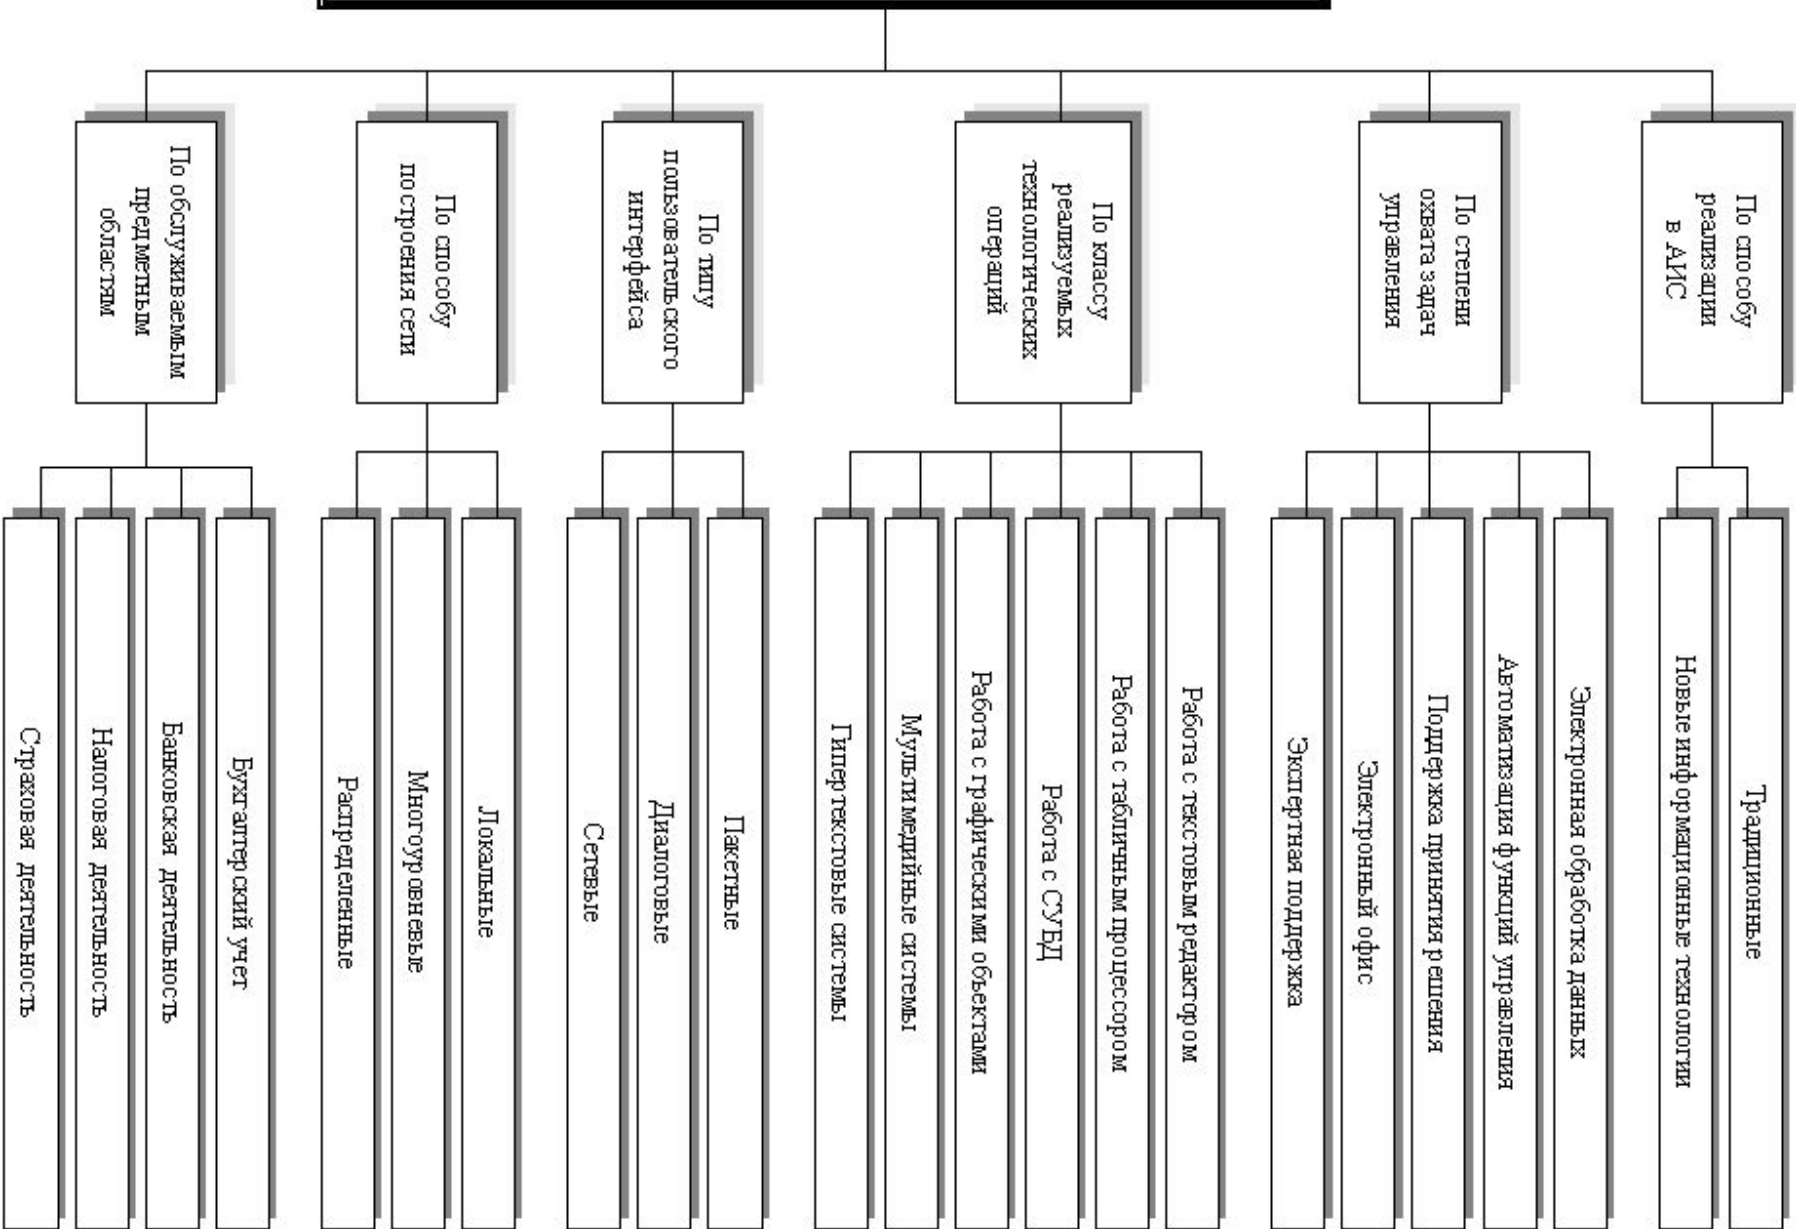 По способу
реализации
в АИС
Традиционные
Новые информационные технологии
По степени
охвата задач
управления
Электронная обработка данных
Автоматизация функций управления
Поддержка принятия решения
Электронный офис
Экспертная поддержка
По классу
реализуемых
технологических
операций
Работа с текстовым редактором
Работа с табличным процессором
Работа с СУБД
Работа с графическими объектами
Мультимедийные системы
Гипертекстовые системы
По типу
пользовательского
интерфейса
Пакетные
Диалоговые
Сетевые
По способу
построения сети
Локальные
Многоуровневые
Распределенные
По обслуживаемым
предметным
областям
Бухгалтерский учет
Банковская деятельность
Налоговая деятельность
Страховая деятельность